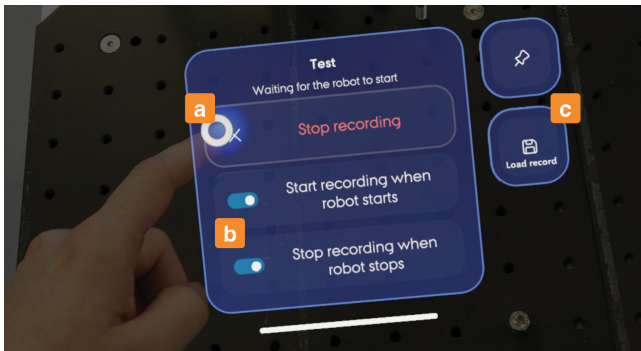 Test
Waiting for the robot to start
a
Stop recording
Start recording when
robot starts
b
Stop recording when
robot stops
c
Load record